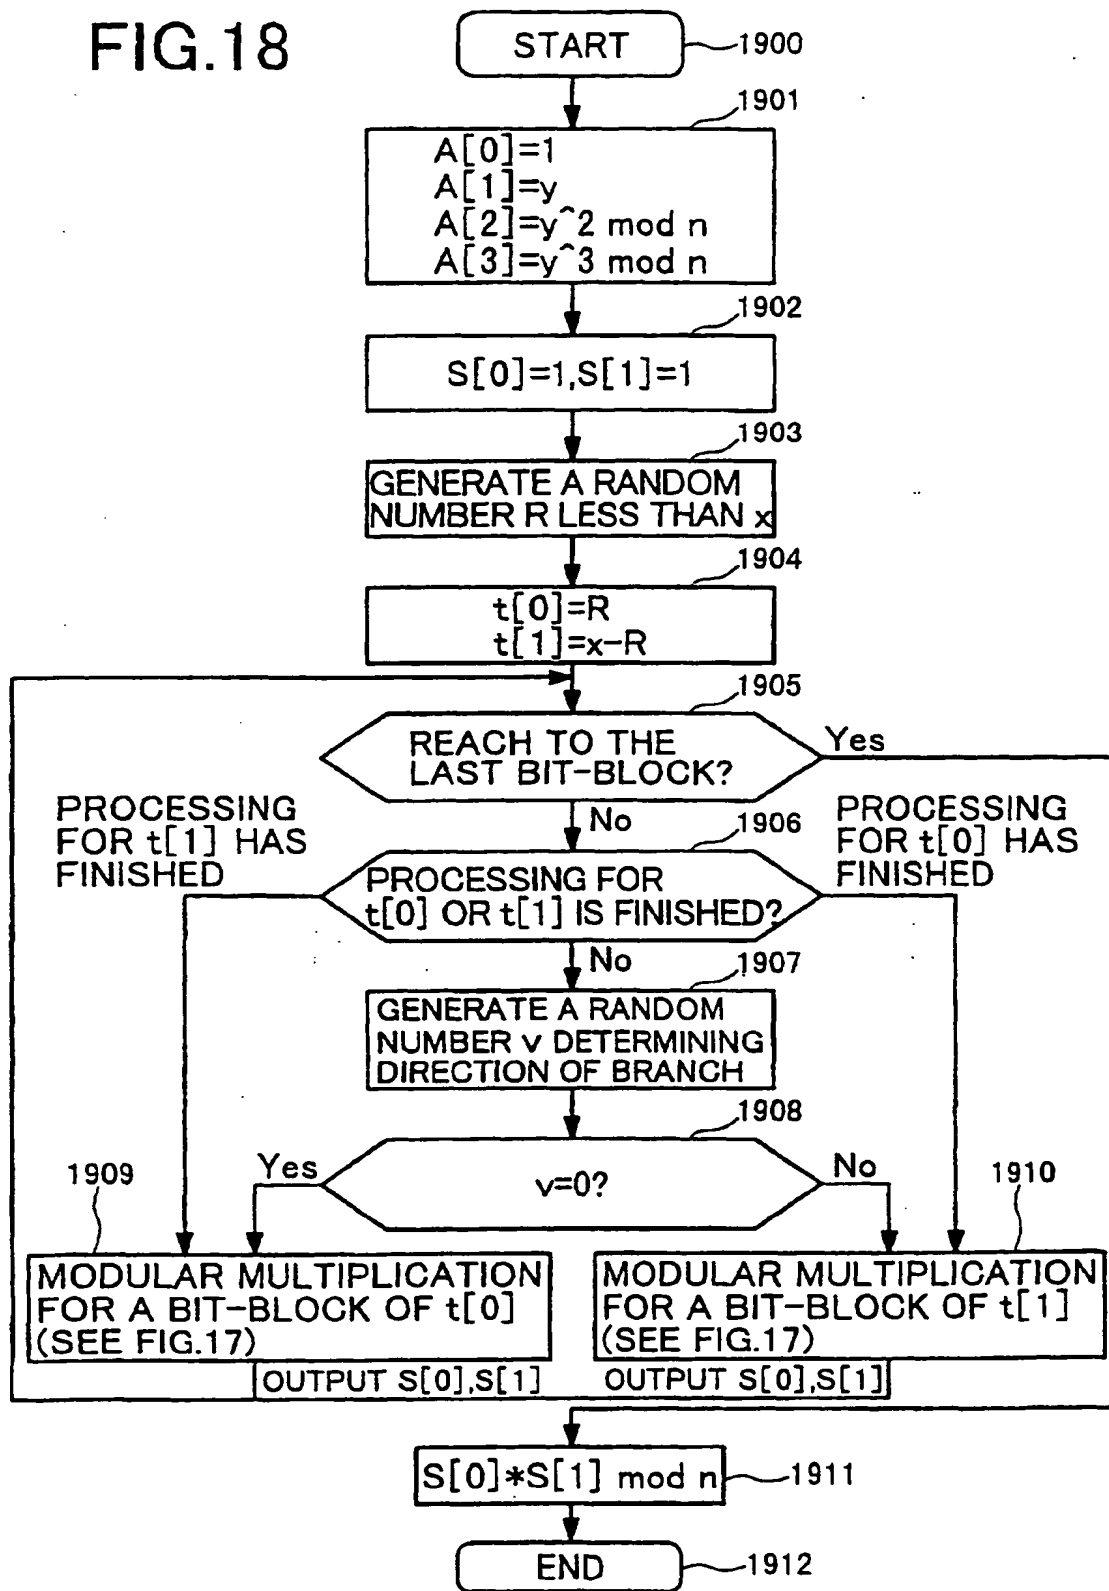 FIG.18
START
1900
1901
A[0]=1
A[1]=y
A[2]=y^2 mod n
A[3]=y^3 mod n
1902
S[0]=1,S[1]=1
1903
GENERATE A RANDOM
NUMBER R LESS THAN x
1904
t[0]=R
t[1]=x-R
1905
REACH TO THE
LAST BIT-BLOCK?
Yes
No
PROCESSING
FOR t[1] HAS
FINISHED
1906
PROCESSING
FOR t[0] HAS
FINISHED
PROCESSING FOR
t[0] OR t[1] IS FINISHED?
No
1907
GENERATE A RANDOM
NUMBER v DETERMINING
DIRECTION OF BRANCH
1908
v=0?
Yes
No
1909
MODULAR MULTIPLICATION
FOR A BIT-BLOCK OF t[0]
(SEE FIG.17)
OUTPUT S[0],S[1]
1910
MODULAR MULTIPLICATION
FOR A BIT-BLOCK OF t[1]
(SEE FIG.17)
OUTPUT S[0],S[1]
S[0]*S[1] mod n
1911
END
1912